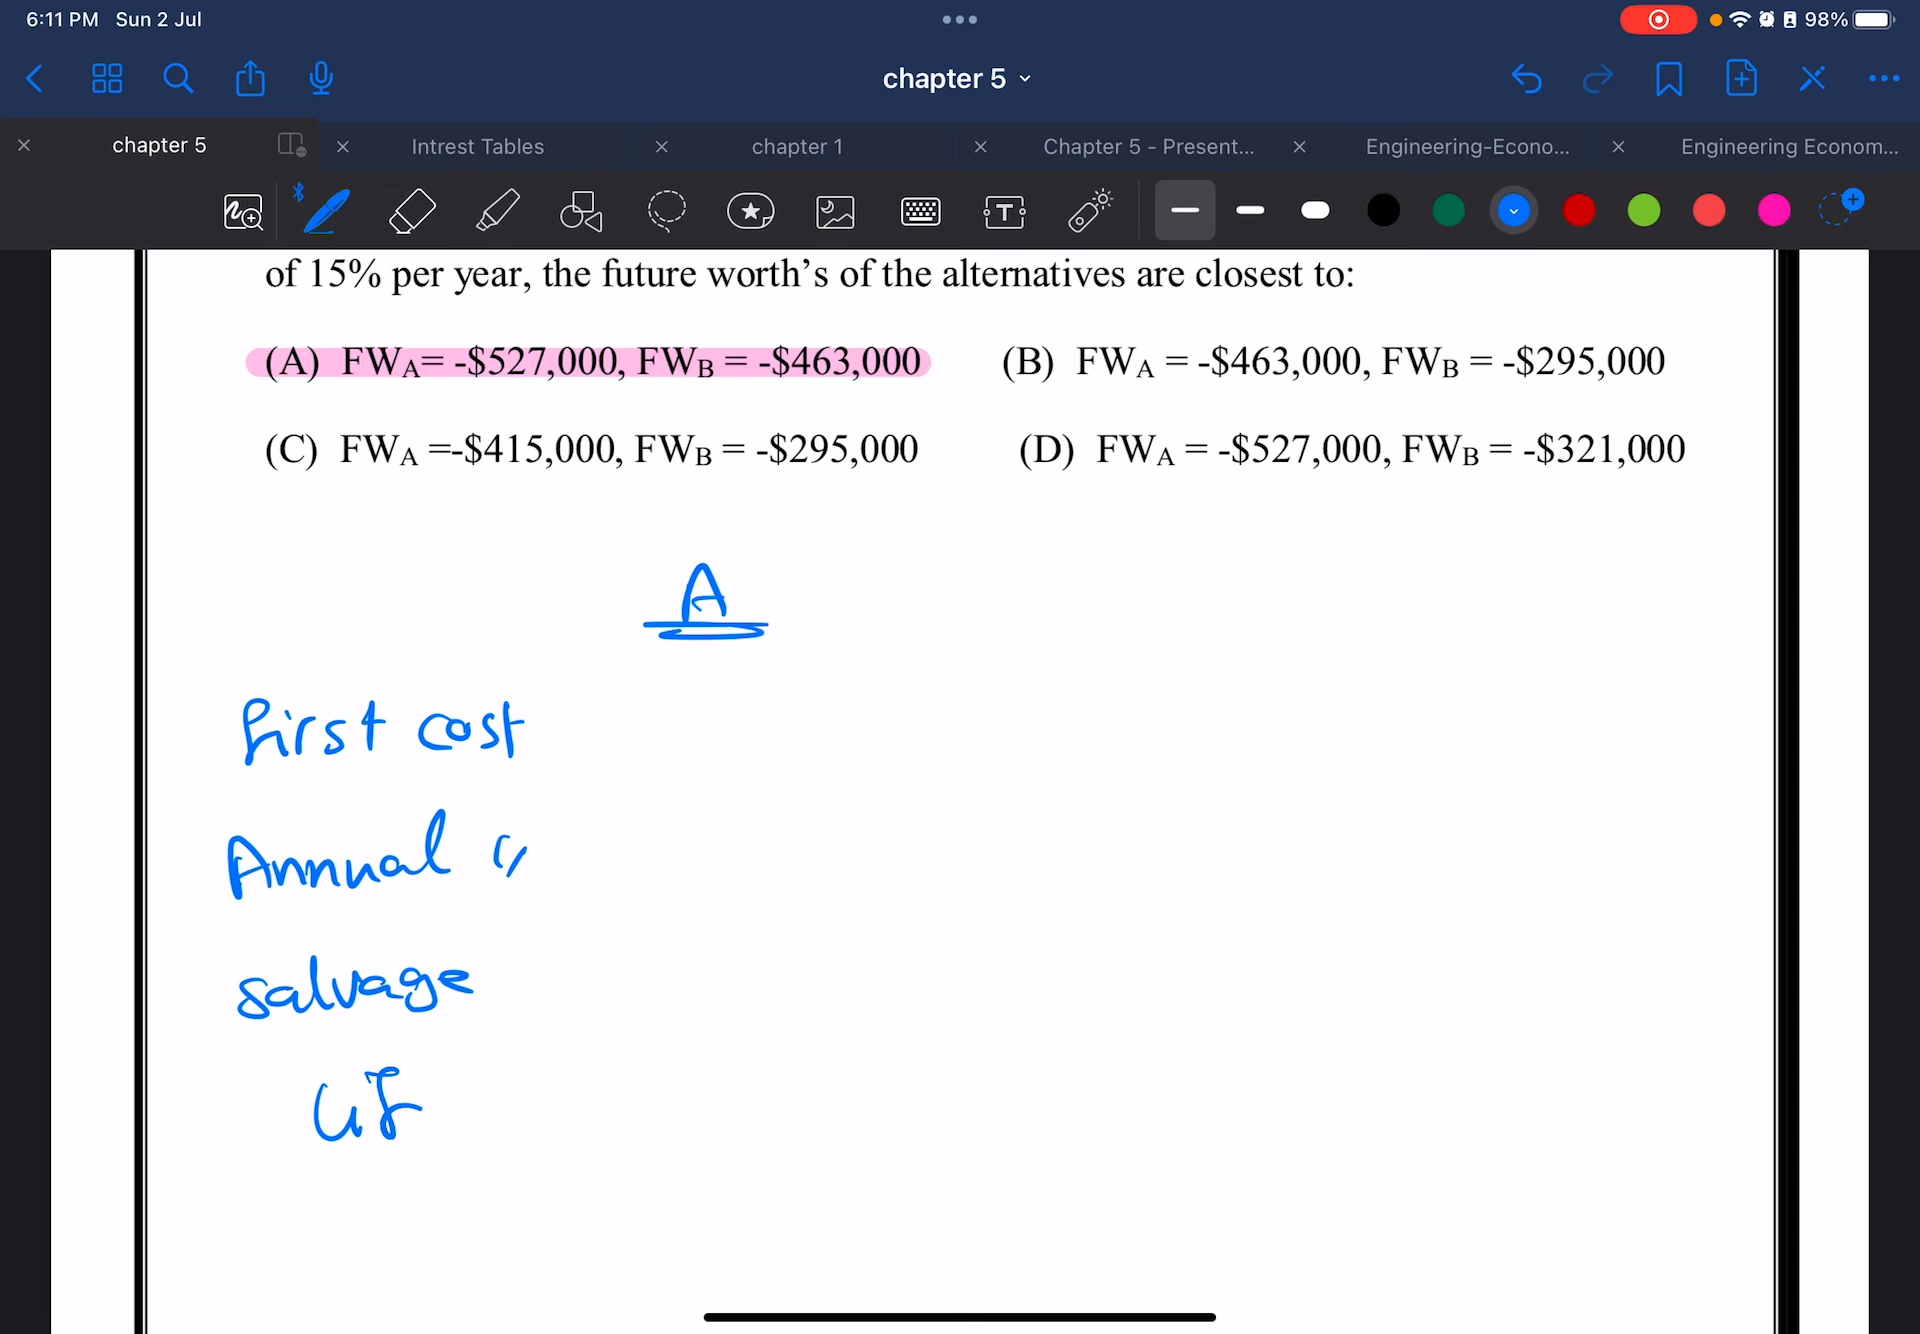 6:11 PM Sun 2 Jul
98%
chapter 5
chapter 5
Intrest Tables
chapter 1
Chapter 5 - Present...
Engineering-Econo...
Engineering Econom...
of 15% per year, the future worth’s of the alternatives are closest to:
(A) FWA= -$527,000, FWB = -$463,000 (B) FWA = -$463,000, FWB = -$295,000
(C) FWA =-$415,000, FWB = -$295,000 (D) FWA = -$527,000, FWB = -$321,000
A
First cost
Annual "
salvage